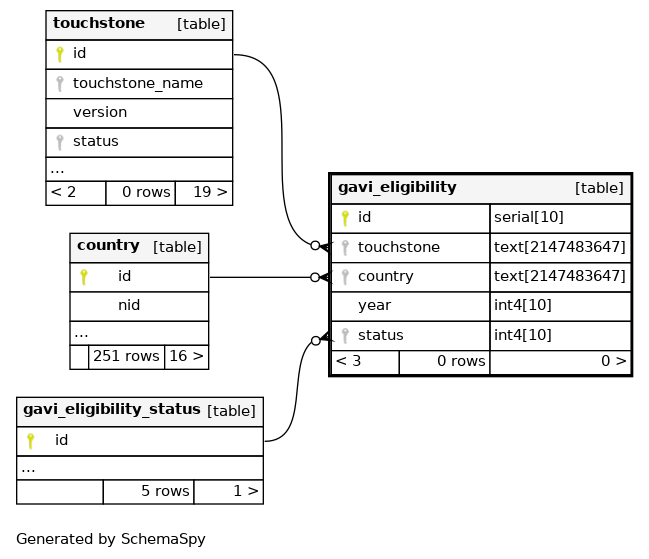 touchstone [table]
id
touchstone_name
version
status
...
< 2 0 rows 19 >
gavi_eligibility [table]
id serial[10]
touchstone text[2147483647]
country text[2147483647]
year int4[10]
status int4[10]
< 3 0 rows 0 >
country [table]
id
nid
...
251 rows 16 >
gavi_eligibility_status [table]
id
...
5 rows 1 >
Generated by SchemaSpy